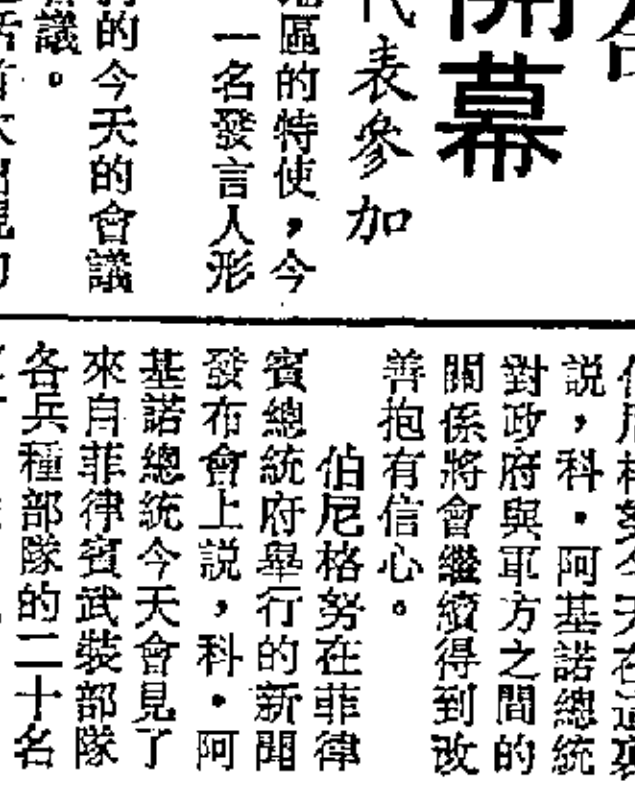 開幕
代表參加
地區的特使，今
一名發言人形
的今天的會議
會議。
說，科·阿基諾總統
對政府與軍方之間的
關係將會繼續得到改
善抱有信心。
伯尼格努在菲律
賓總統府舉行的新聞
發布會上説，科·阿
基諾總統今天會見了
來自菲律賓武裝部隊
各兵種部隊的二十名